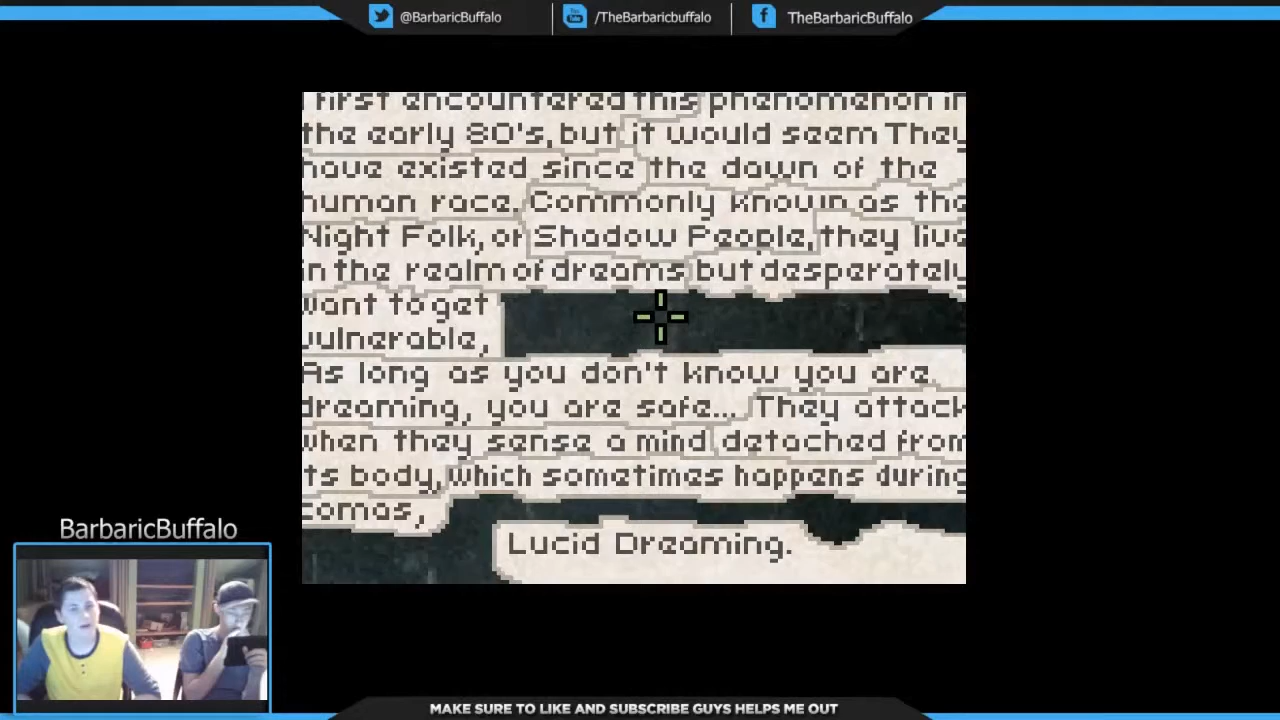 @BarbaricBuffalo
/TheBarbaricbuffalo
TheBarbaricBuffalo
First encountered this phenomenon in
the early 80's, but it would seem They
have existed since the dawn of the
human race. Commonly known as the
Night Folk, or Shadow People, they live
in the realm of dreams but desperately
want to get
vulnerable,
As long as you don't know you are
dreaming, you are safe... They attack
when they sense a mind detached from
its body, which sometimes happens during
comas,
Lucid Dreaming.
BarbaricBuffalo
MAKE SURE TO LIKE AND SUBSCRIBE GUYS HELPS ME OUT